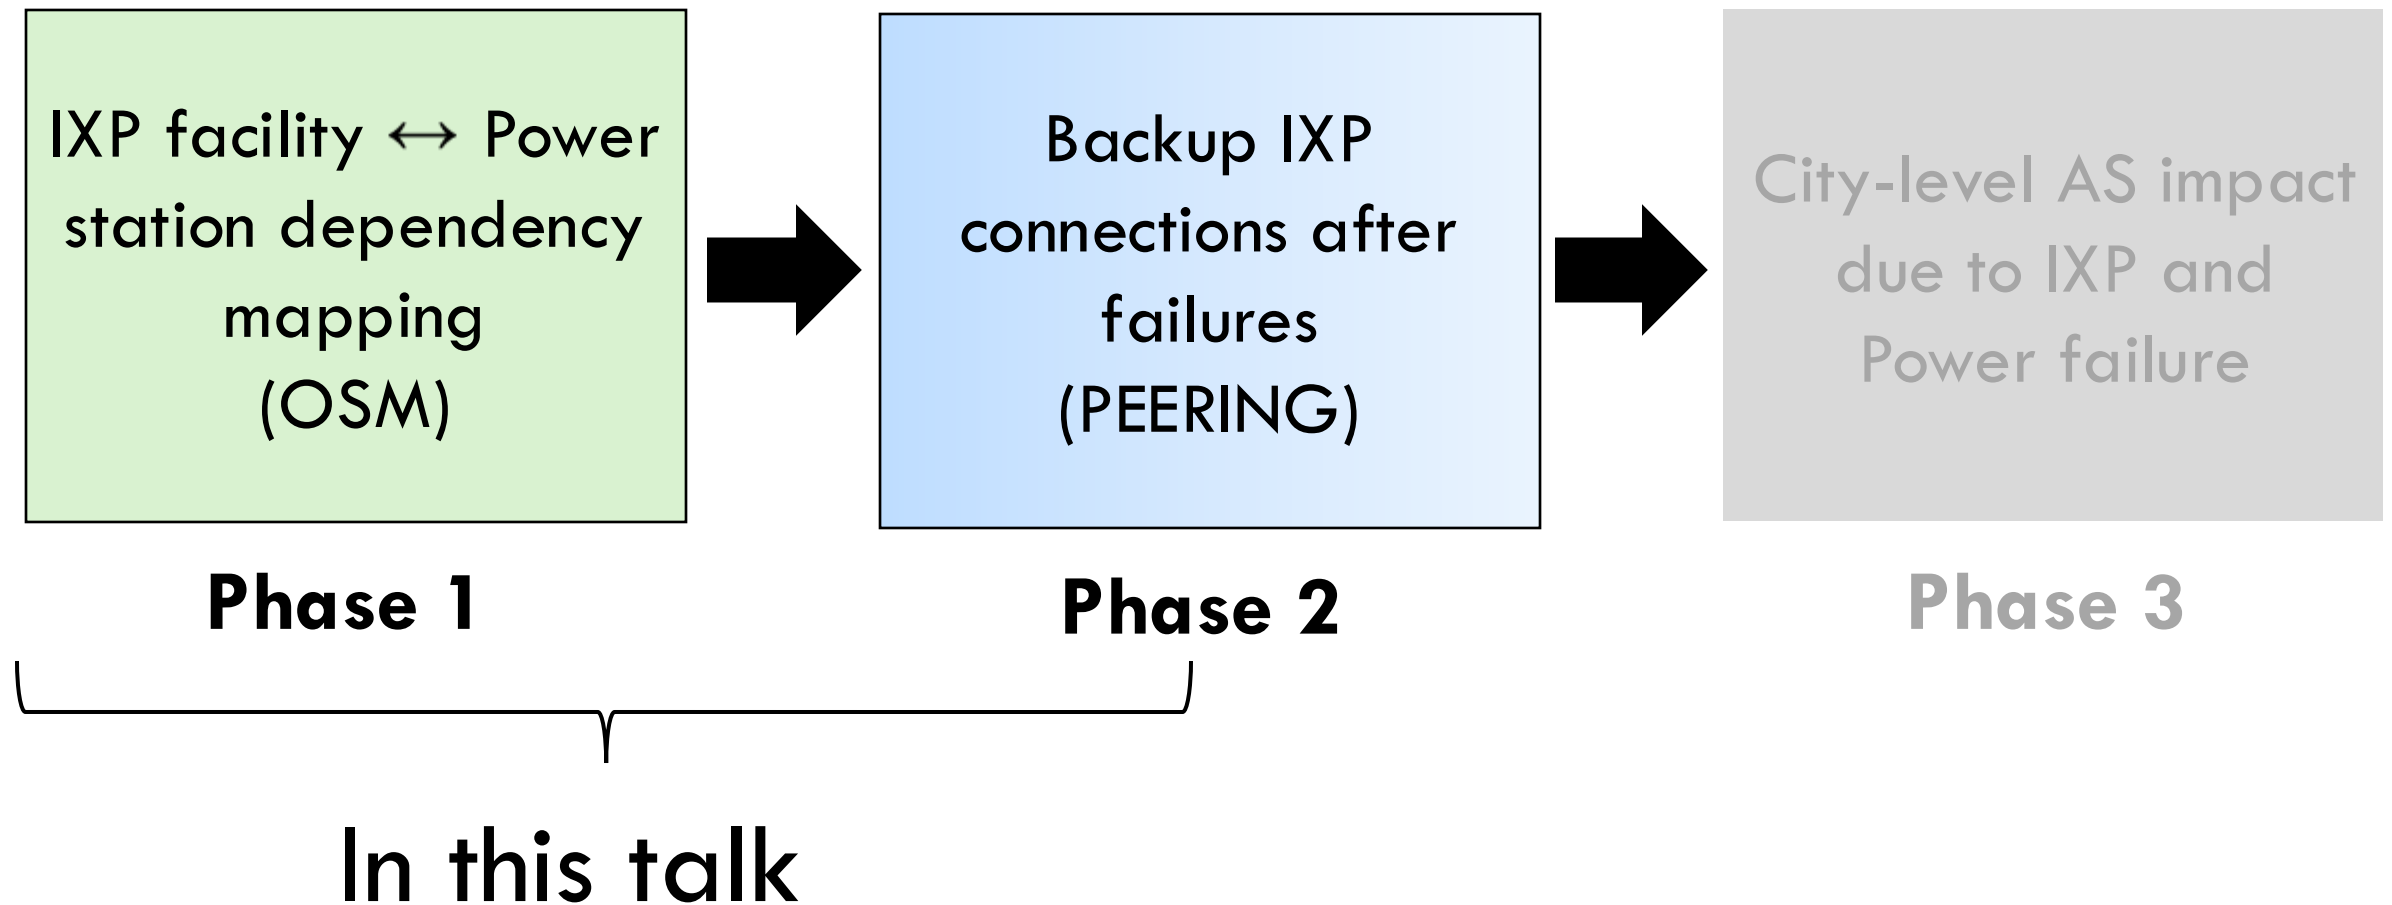 IXP facility ↔ Power
station dependency
mapping
(OSM)
Phase 1
Backup IXP
connections after
failures
(PEERING)
Phase 2
City-level AS impact
due to IXP and
Power failure
Phase 3
In this talk